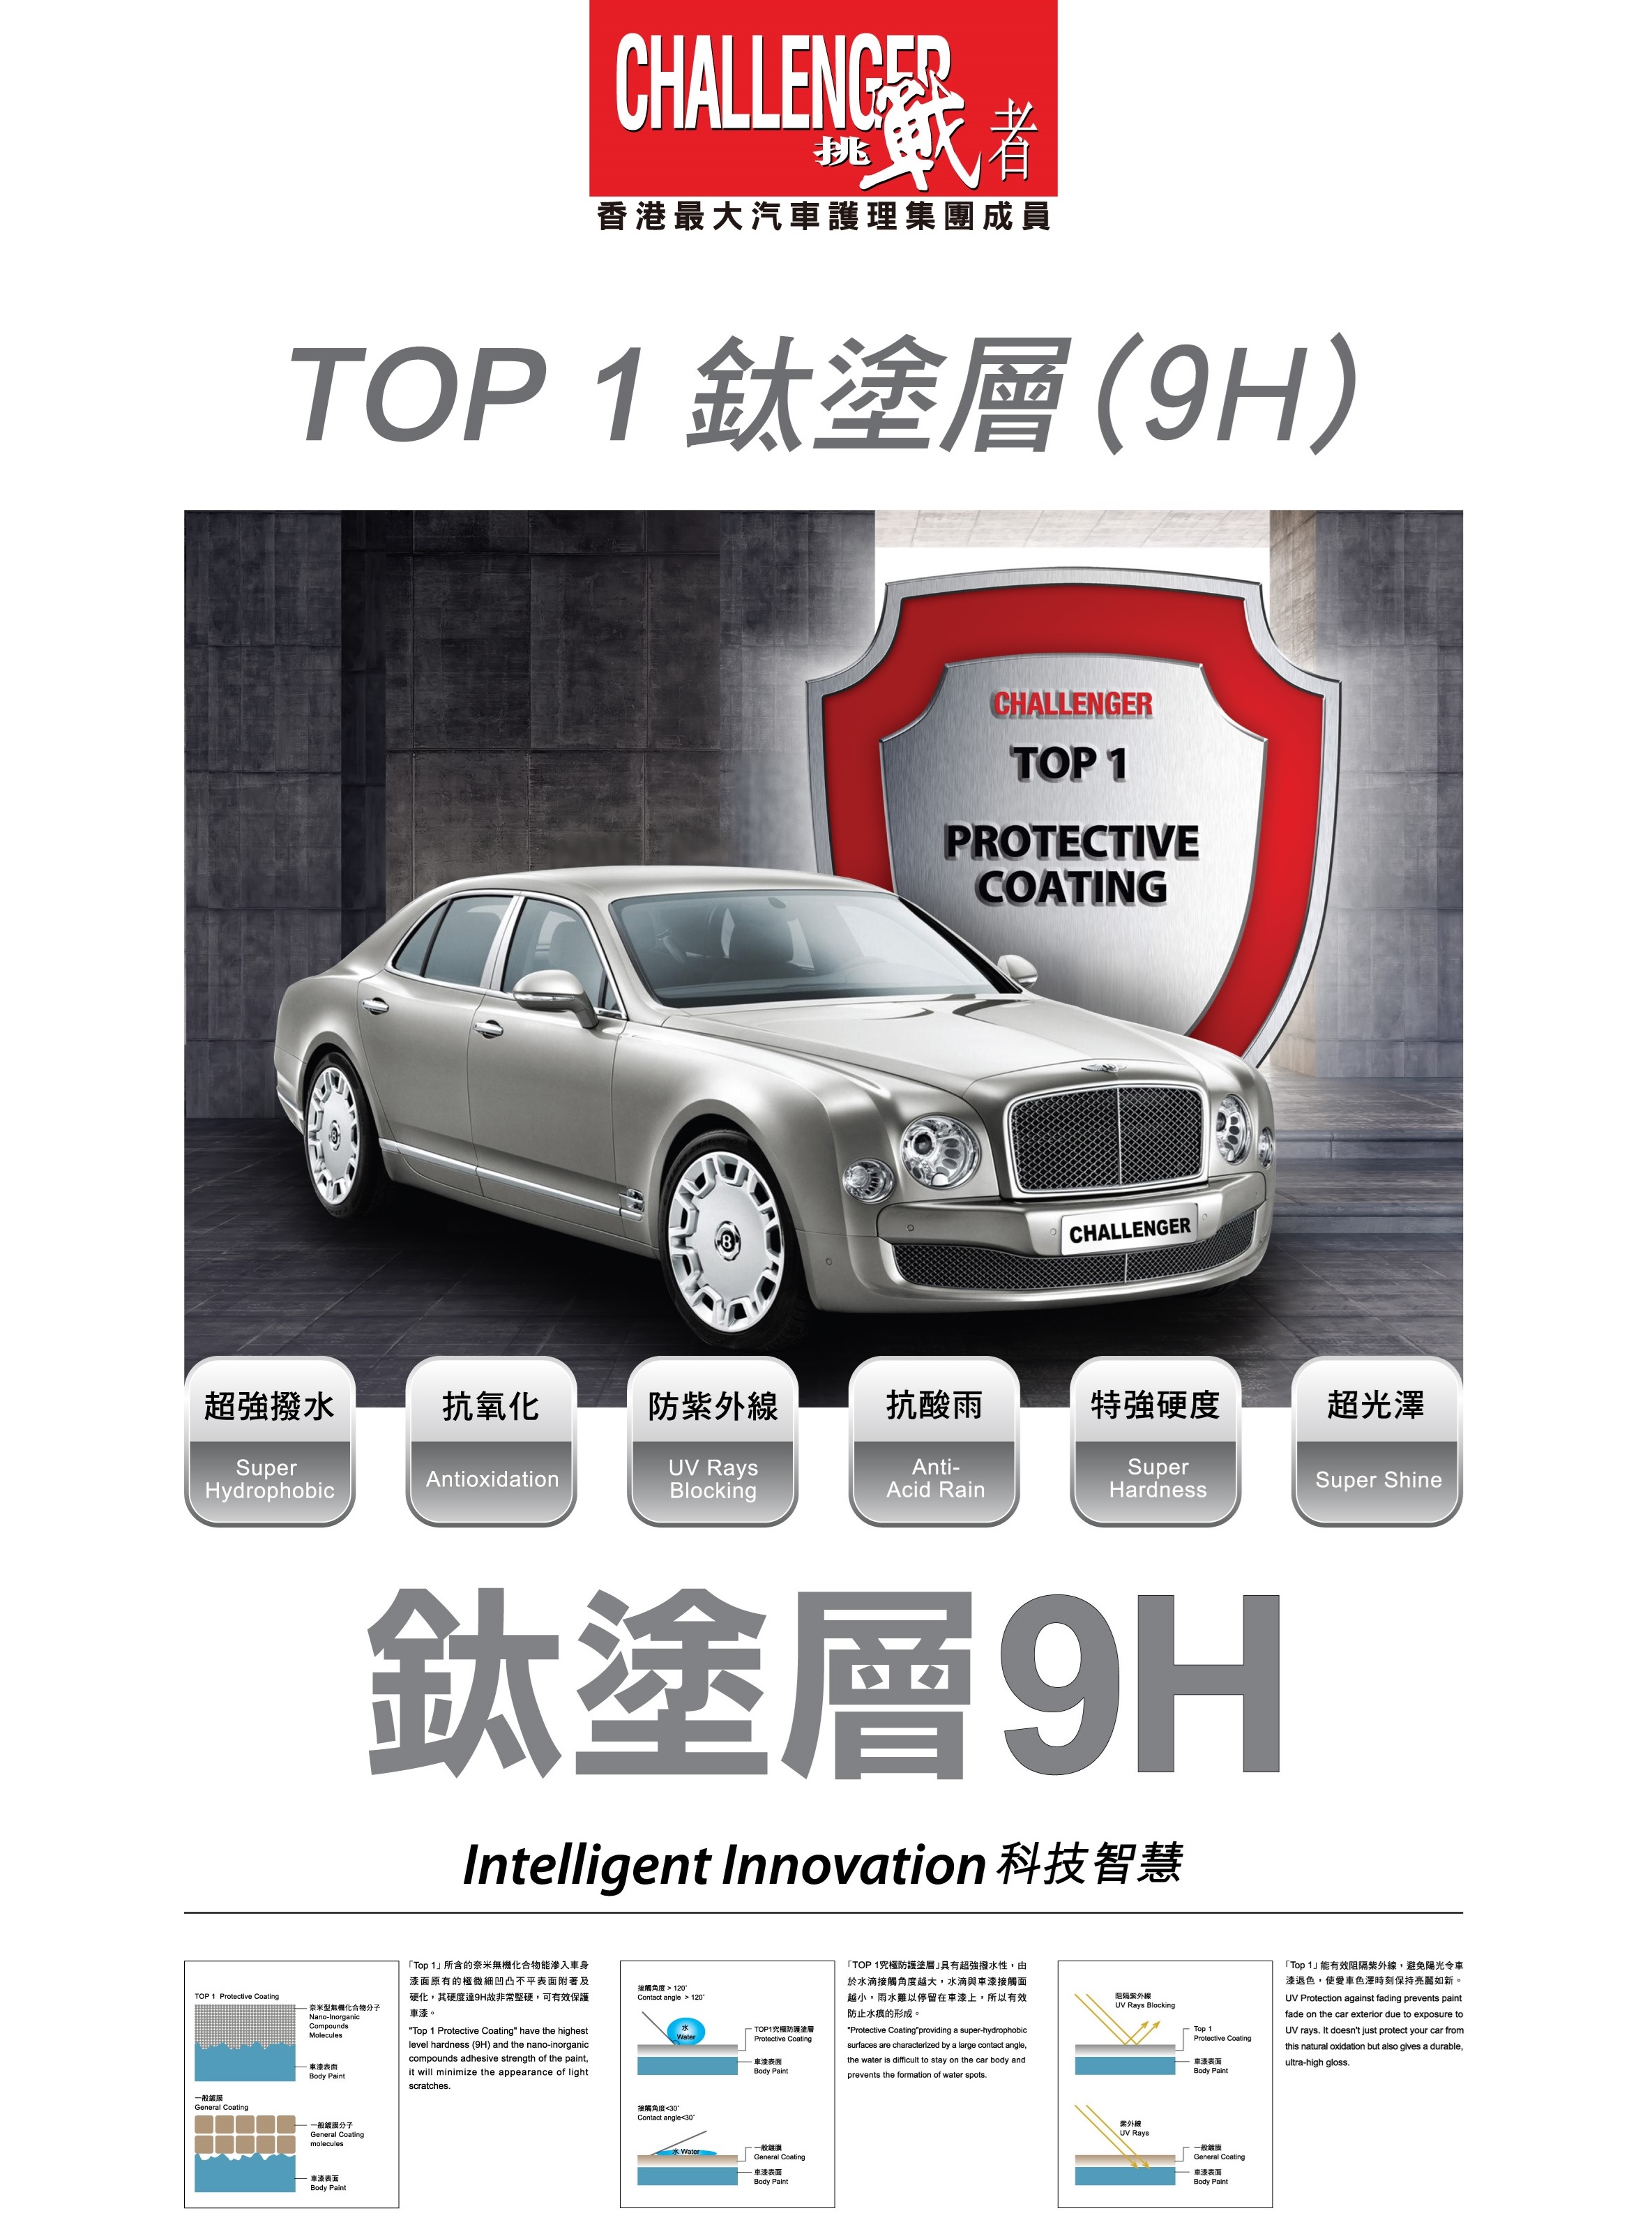 CHALLENGER
挑戰者
香港最大汽車護理集團成員
TOP 1 鈦塗層(9H)
CHALLENGER
TOP 1
PROTECTIVE
COATING
CHALLENGER
超強撥水
Super
Hydrophobic
抗氧化
Antioxidation
防紫外線
UV Rays
Blocking
抗酸雨
Anti-
Acid Rain
特強硬度
Super
Hardness
超光澤
Super Shine
鈦塗層9H
Intelligent Innovation 科技智慧
TOP 1 Protective Coating
奈米型無機化合物分子
Nano-Inorganic
Compounds
Molecules
車漆表面
Body Paint
一般鍍膜
General Coating
一般鍍膜分子
General Coating
molecules
車漆表面
Body Paint
「Top 1」所含的奈米無機化合物能滲入車身
漆面原有的極微細凹凸不平表面附著及
硬化，其硬度達9H故非常堅硬，可有效保護
車漆。
"Top 1 Protective Coating" have the highest
level hardness (9H) and the nano-inorganic
compounds adhesive strength of the paint,
it will minimize the appearance of light
scratches.
接觸角度 > 120°
Contact angle > 120°
水
Water
TOP1究極防護塗層
Protective Coating
車漆表面
Body Paint
接觸角度<30°
Contact angle<30°
水 Water
一般鍍膜
General Coating
車漆表面
Body Paint
「TOP 1究極防護塗層」具有超強撥水性，由
於水滴接觸角度越大，水滴與車漆接觸面
越小，雨水難以停留在車漆上，所以有效
防止水痕的形成。
"Protective Coating"providing a super-hydrophobic
surfaces are characterized by a large contact angle,
the water is difficult to stay on the car body and
prevents the formation of water spots.
阻隔紫外線
UV Rays Blocking
Top 1
Protective Coating
車漆表面
Body Paint
紫外線
UV Rays
一般鍍膜
General Coating
車漆表面
Body Paint
「Top 1」能有效阻隔紫外線，避免陽光令車
漆退色，使愛車色澤時刻保持亮麗如新。
UV Protection against fading prevents paint
fade on the car exterior due to exposure to
UV rays. It doesn't just protect your car from
this natural oxidation but also gives a durable,
ultra-high gloss.